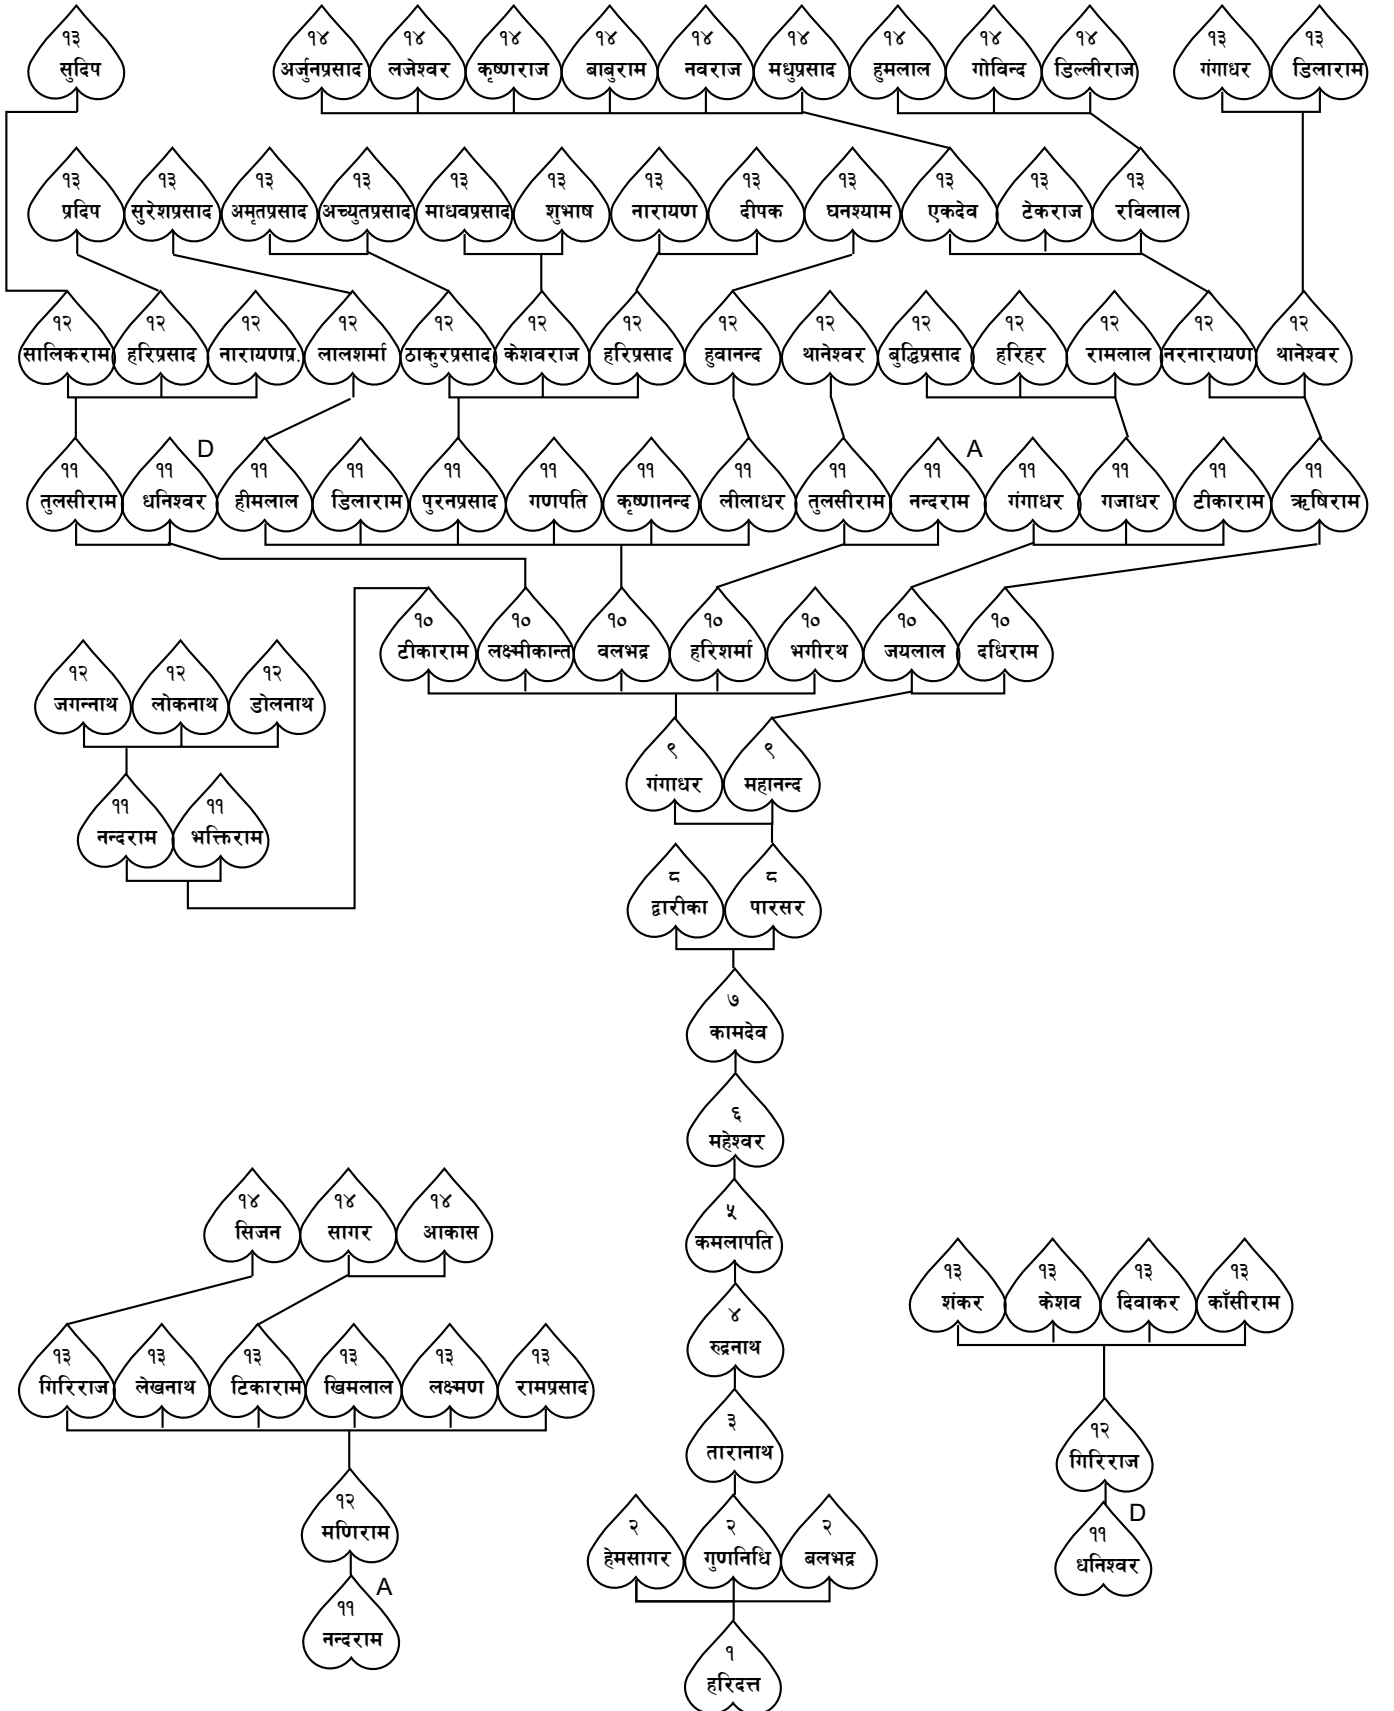 १३ १४ १४ १४ १४ १४ १४ १४ १४ १४ १३ १३
सुदिप अर्जुनप्रसाद लजेश्वर कृष्णराज बाबुराम नवराज मधुप्रसाद हुमलाल गोविन्द डिल्लीराज गंगाधर डिलाराम
१३ १३ १३ १३ १३ १३ १३ १३ १३ १३ १३ १३
प्रदिप सुरेशप्रसाद अमृतप्रसाद अच्युतप्रसाद माधवप्रसाद शुभाष नारायण दीपक घनश्याम एकदेव टेकराज रविलाल
१२ १२ १२ १२ १२ १२ १२ १२ १२ १२ १२ १२ १२ १२
सालिकराम हरिप्रसाद नारायणप्र. लालशर्मा ठाकुरप्रसाद केशवराज हरिप्रसाद हुवानन्द थानेश्वर बुद्धिप्रसाद हरिहर रामलाल नरनारायण थानेश्वर
D A
११ ११ ११ ११ ११ ११ ११ ११ ११ ११ ११ ११ ११ ११
तुलसीराम धनिश्वर हीमलाल डिलाराम पुरनप्रसाद गणपति कृष्णानन्द लीलाधर तुलसीराम नन्दराम गंगाधर गजाधर टीकाराम ऋषिराम
१० १० १० १० १० १० १०
टीकाराम लक्ष्मीकान्त वलभद्र हरिशर्मा भगीरथ जयलाल दधिराम
१२ १२ १२
जगन्नाथ लोकनाथ डोलनाथ
९ ९
गंगाधर महानन्द
११ ११
नन्दराम भक्तिराम
८ ८
द्वारीका पारसर
७
कामदेव
६
महेश्वर
१४ १४ १४
सिजन सागर आकास
५
कमलापति
१३ १३ १३ १३
शंकर केशव दिवाकर काँसीराम
४
रुद्रनाथ
१३ १३ १३ १३ १३ १३
गिरिराज लेखनाथ टिकाराम खिमलाल लक्ष्मण रामप्रसाद
३
तारानाथ
१२
गिरिराज
१२
मणिराम
D
११
धनिश्वर
२ २ २
हेमसागर गुणनिधि बलभद्र
A
११
नन्दराम
१
हरिदत्त